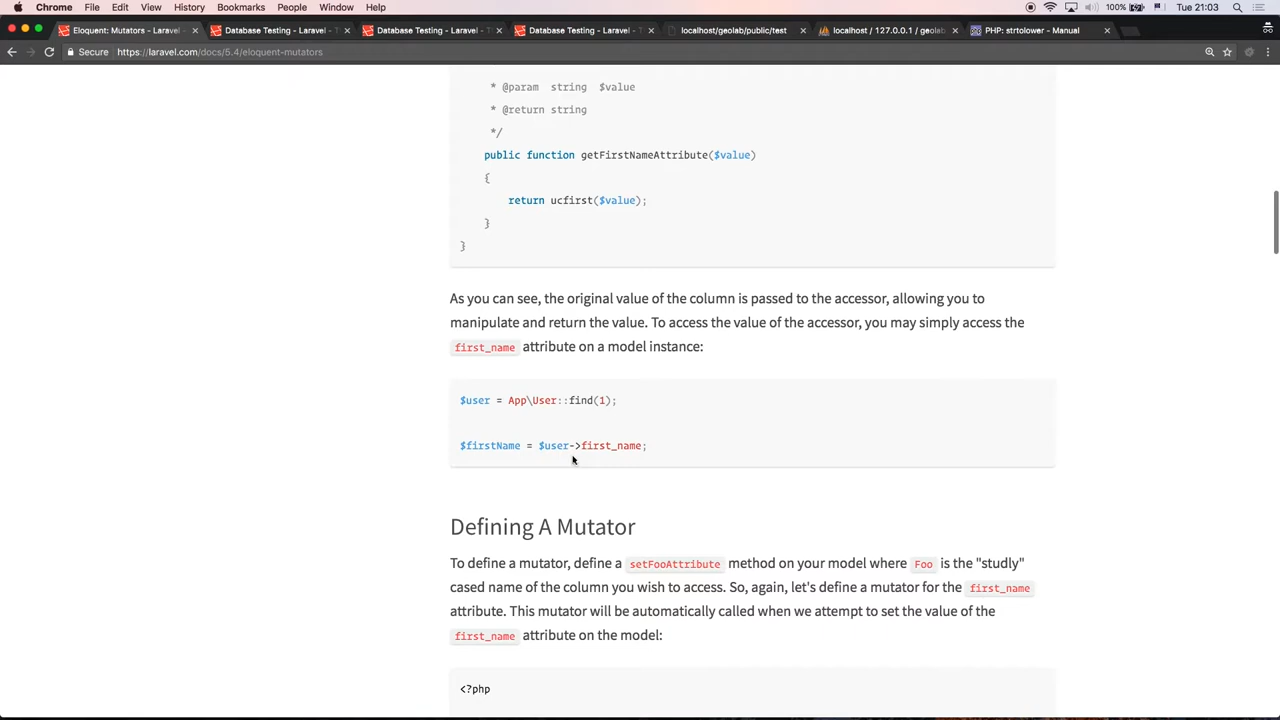 Chrome File Edit View History Bookmarks People Window Help 100% Tue 21:03
Eloquent: Mutators - Laravel - Database Testing - Laravel - T Database Testing - Laravel - T Database Testing - Laravel - T localhost/geolab/public/test localhost / 127.0.0.1 / geolab PHP: strtolower - Manual
Secure https://laravel.com/docs/5.4/eloquent-mutators
* @param string $value
* @return string
*/
public function getFirstNameAttribute($value)
{
return ucfirst($value);
}
}
As you can see, the original value of the column is passed to the accessor, allowing you to
manipulate and return the value. To access the value of the accessor, you may simply access the
first_name attribute on a model instance:
$user = App\User::find(1);
$firstName = $user->first_name;
Defining A Mutator
To define a mutator, define a setFooAttribute method on your model where Foo is the "studly"
cased name of the column you wish to access. So, again, let's define a mutator for the first_name
attribute. This mutator will be automatically called when we attempt to set the value of the
first_name attribute on the model:
<?php